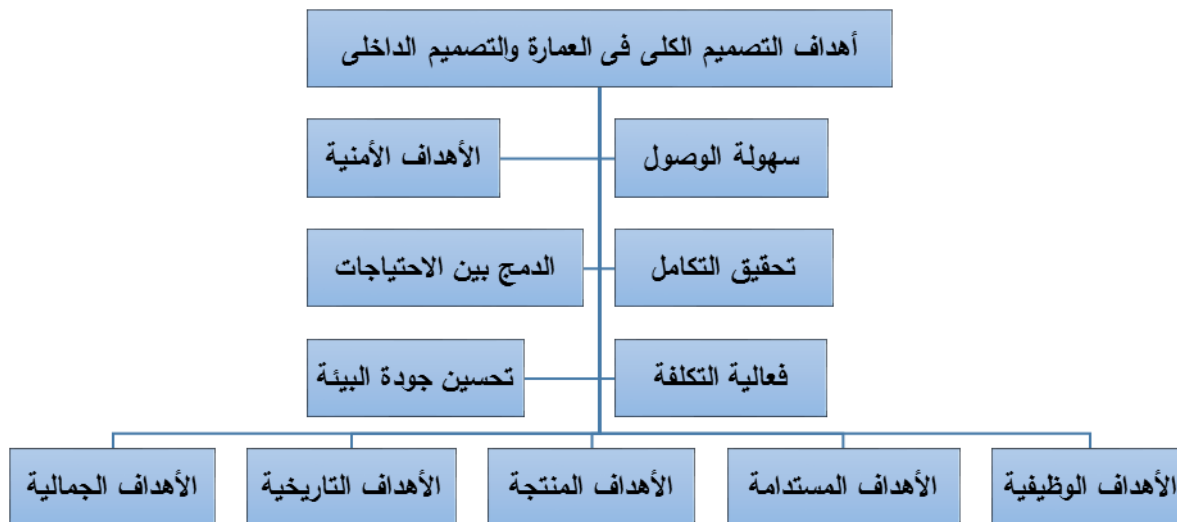 أهداف التصميم الكلى فى العمارة والتصميم الداخلى
سهولة الوصول
الأهداف الأمنية
تحقيق التكامل
الدمج بين الاحتياجات
فعالية التكلفة
تحسين جودة البيئة
الأهداف الوظيفية
الأهداف المستدامة
الأهداف المنتجة
الأهداف التاريخية
الأهداف الجمالية